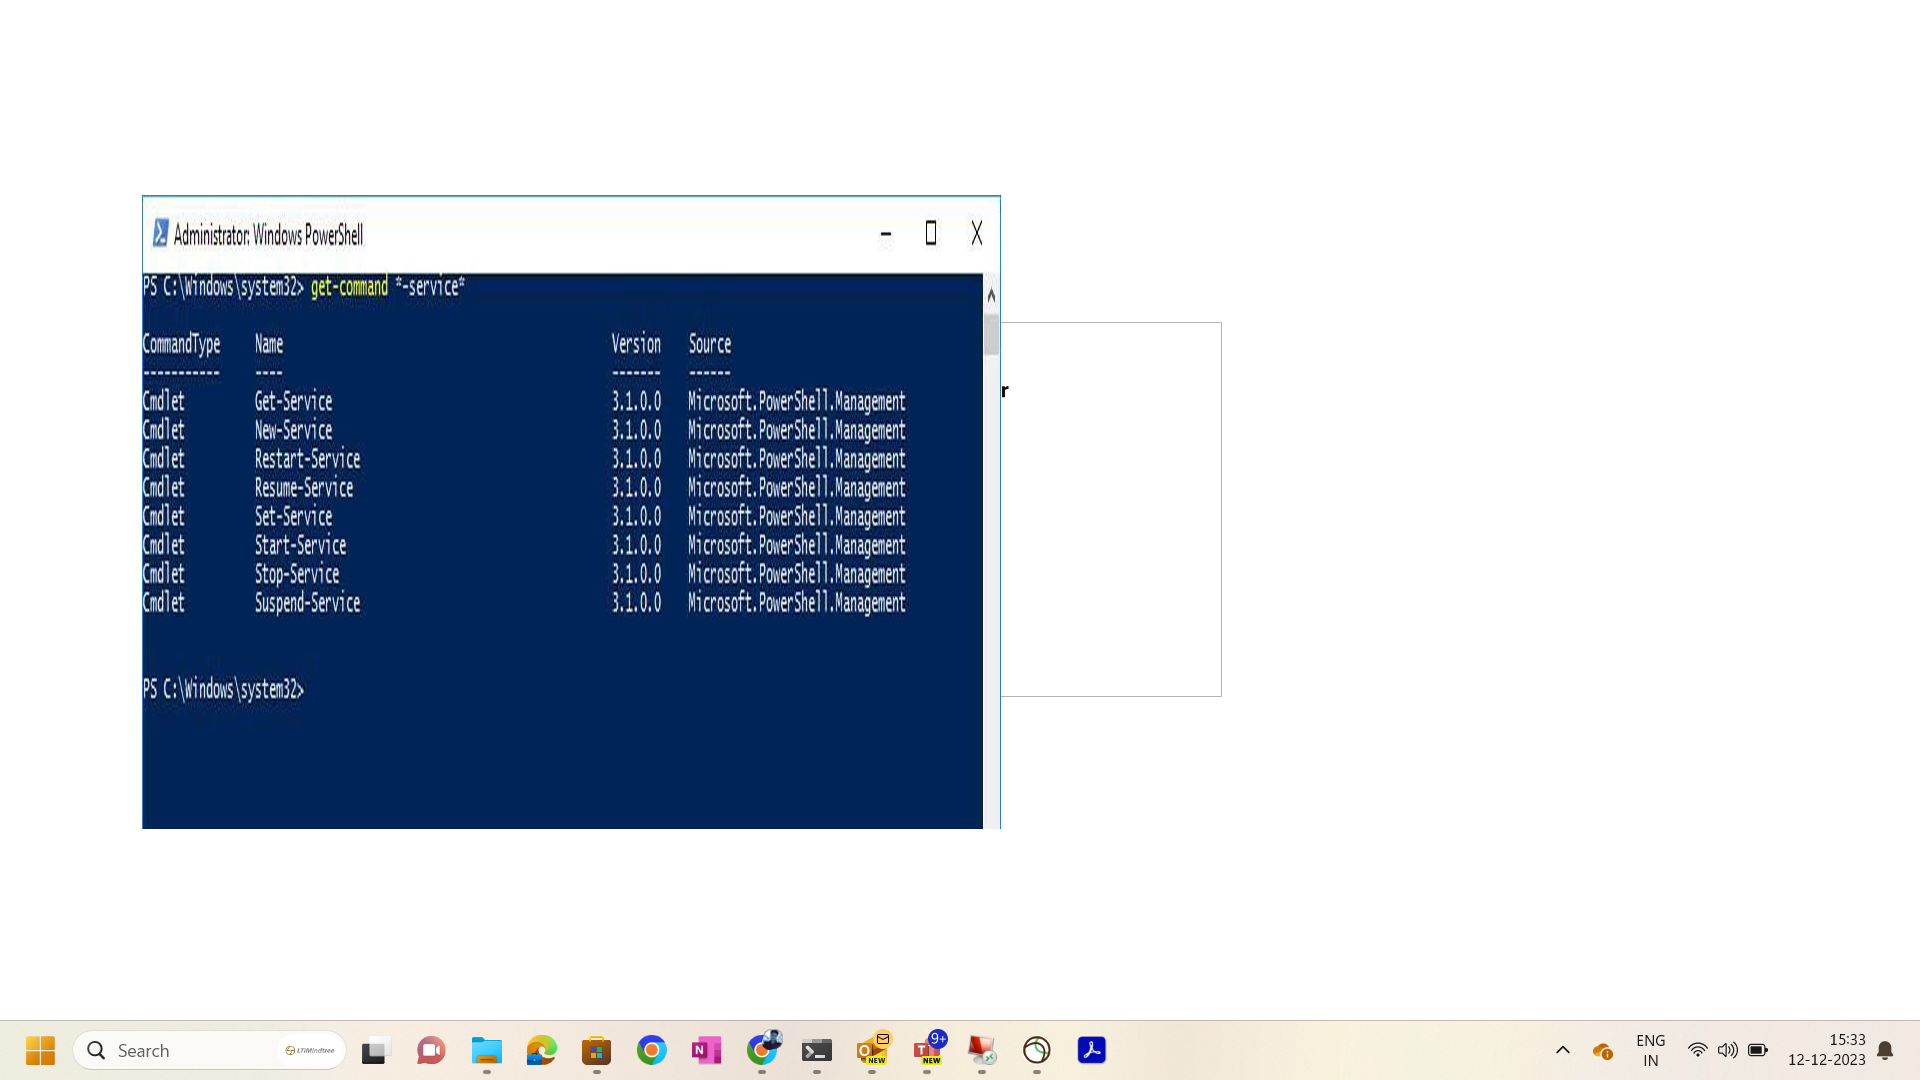 Administrator: Windows PowerShell
PS C:\Windows\system32> get-command *-service*
CommandType Name Version Source
----------- ---- ------- ------
Cmdlet Get-Service 3.1.0.0 Microsoft.PowerShell.Management
Cmdlet New-Service 3.1.0.0 Microsoft.PowerShell.Management
Cmdlet Restart-Service 3.1.0.0 Microsoft.PowerShell.Management
Cmdlet Resume-Service 3.1.0.0 Microsoft.PowerShell.Management
Cmdlet Set-Service 3.1.0.0 Microsoft.PowerShell.Management
Cmdlet Start-Service 3.1.0.0 Microsoft.PowerShell.Management
Cmdlet Stop-Service 3.1.0.0 Microsoft.PowerShell.Management
Cmdlet Suspend-Service 3.1.0.0 Microsoft.PowerShell.Management
PS C:\Windows\system32>
r
Search LTIMindtree
N
O NEW
T 9+ NEW
ENG
IN
15:33
12-12-2023